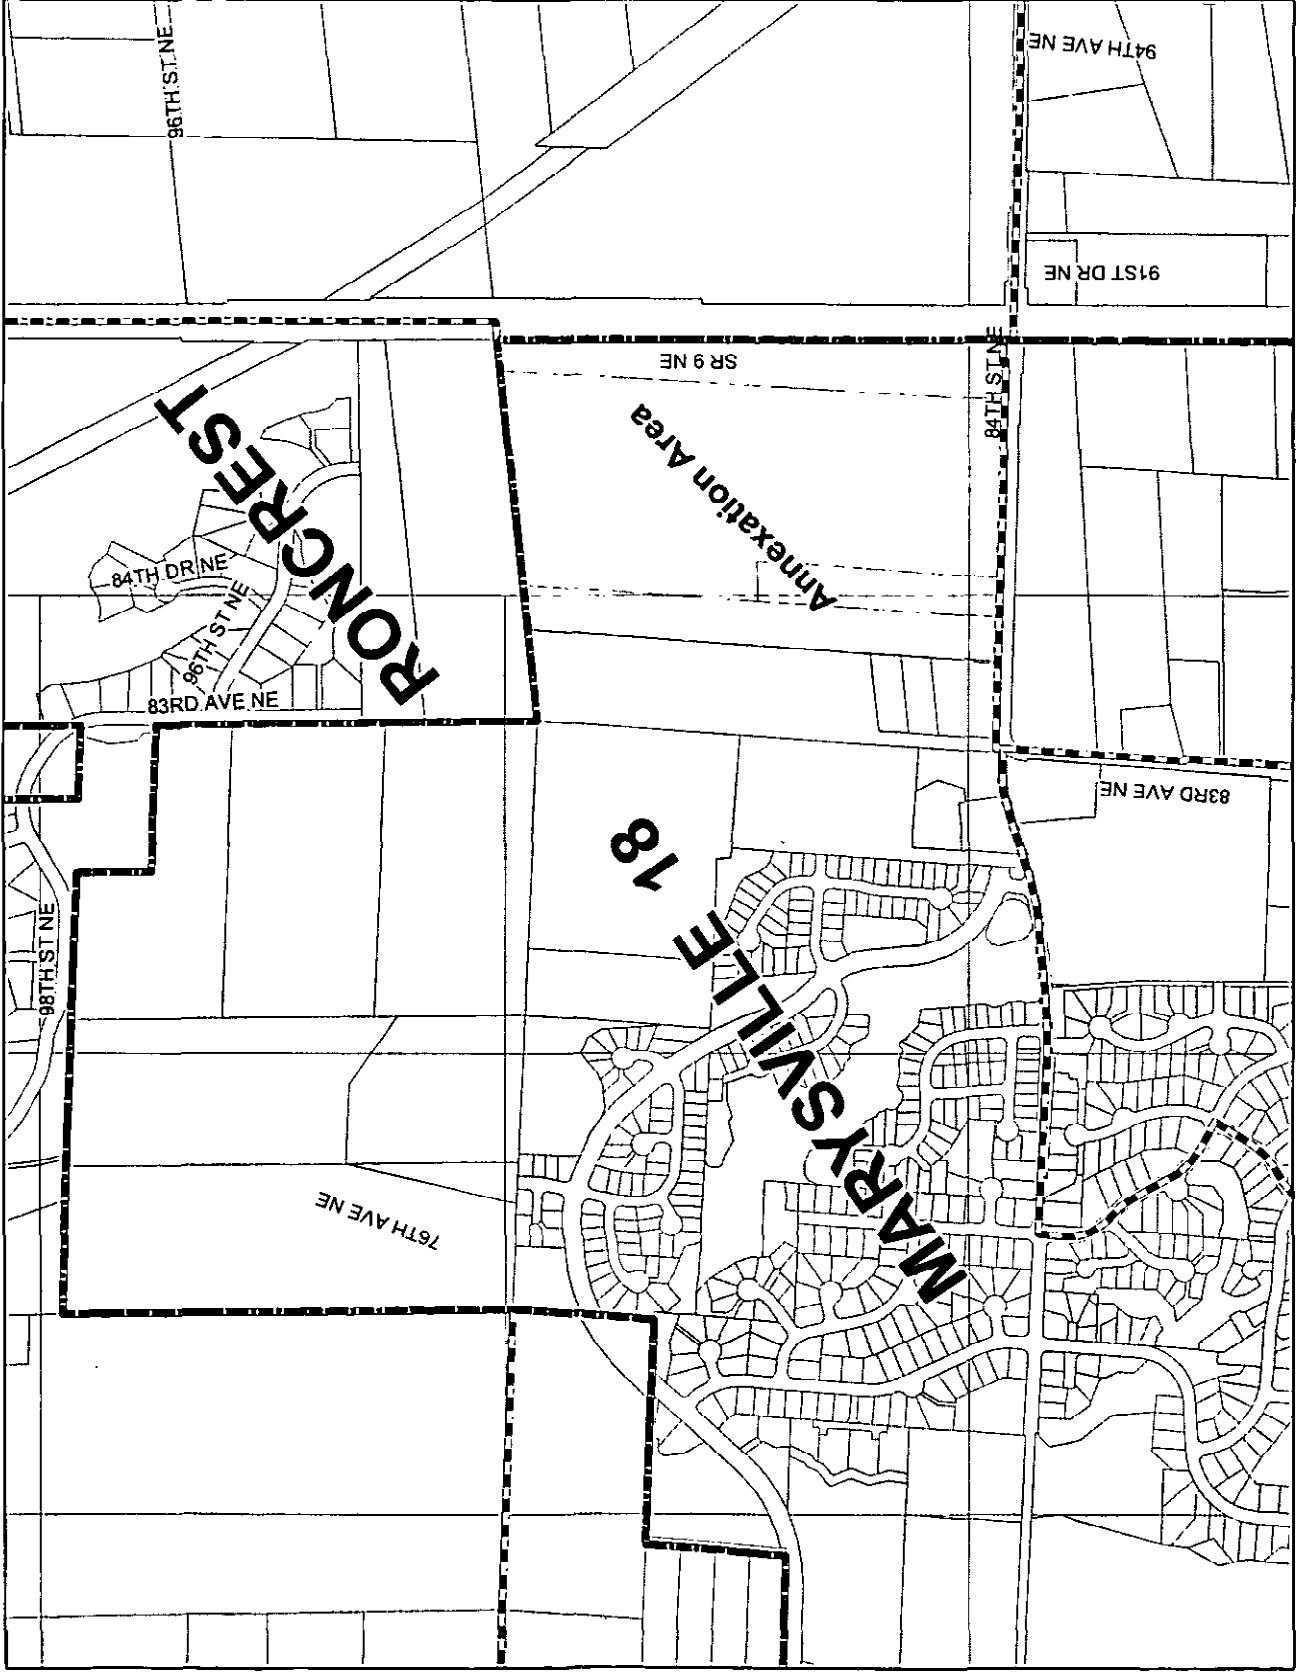 94TH AVE NE
96TH ST NE
91ST DR NE
SR 9 NE
84TH ST NE
RONCREST
Annexation Area
84TH DR NE
96TH ST NE
83RD AVE NE
83RD AVE NE
MARYSVILLE 18
98TH ST NE
76TH AVE NE